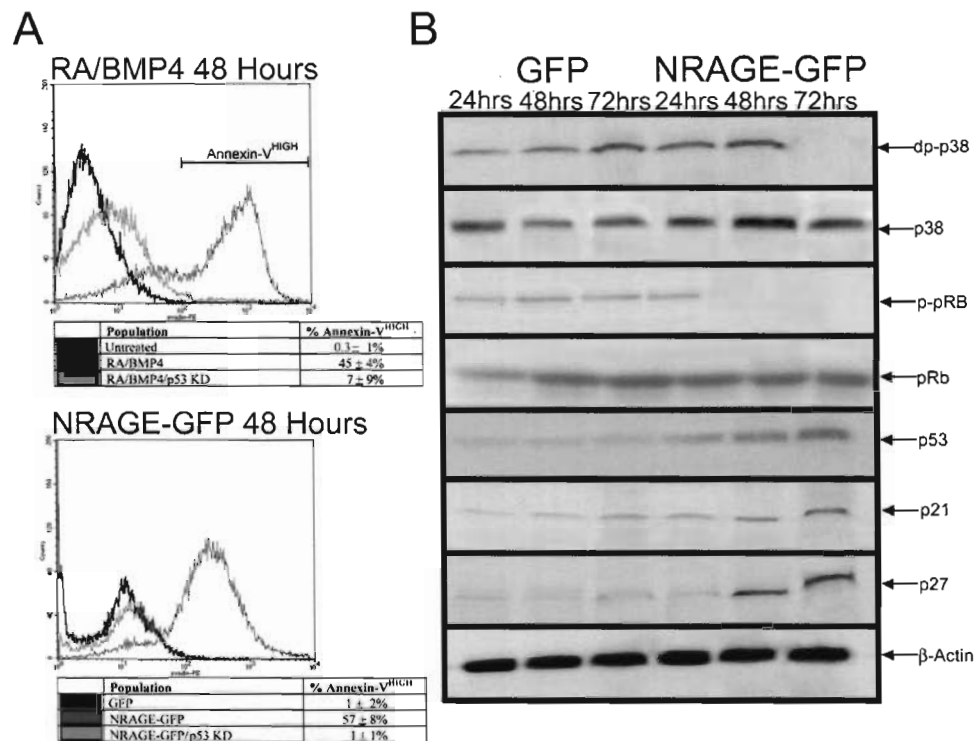 A
RA/BMP4 48 Hours
Annexin-V^HIGH
Counts
Population % Annexin-V^HIGH
Untreated 0.3± 1%
RA/BMP4 45 ± 4%
RA/BMP4/p53 KD 7 ± 9%
NRAGE-GFP 48 Hours
Counts
Population % Annexin-V^HIGH
GFP 1 ± 2%
NRAGE-GFP 57 ± 8%
NRAGE-GFP/p53 KD 1 ± 1%
B
GFP NRAGE-GFP
24hrs 48hrs 72hrs 24hrs 48hrs 72hrs
dp-p38
p38
p-pRB
pRb
p53
p21
p27
β-Actin